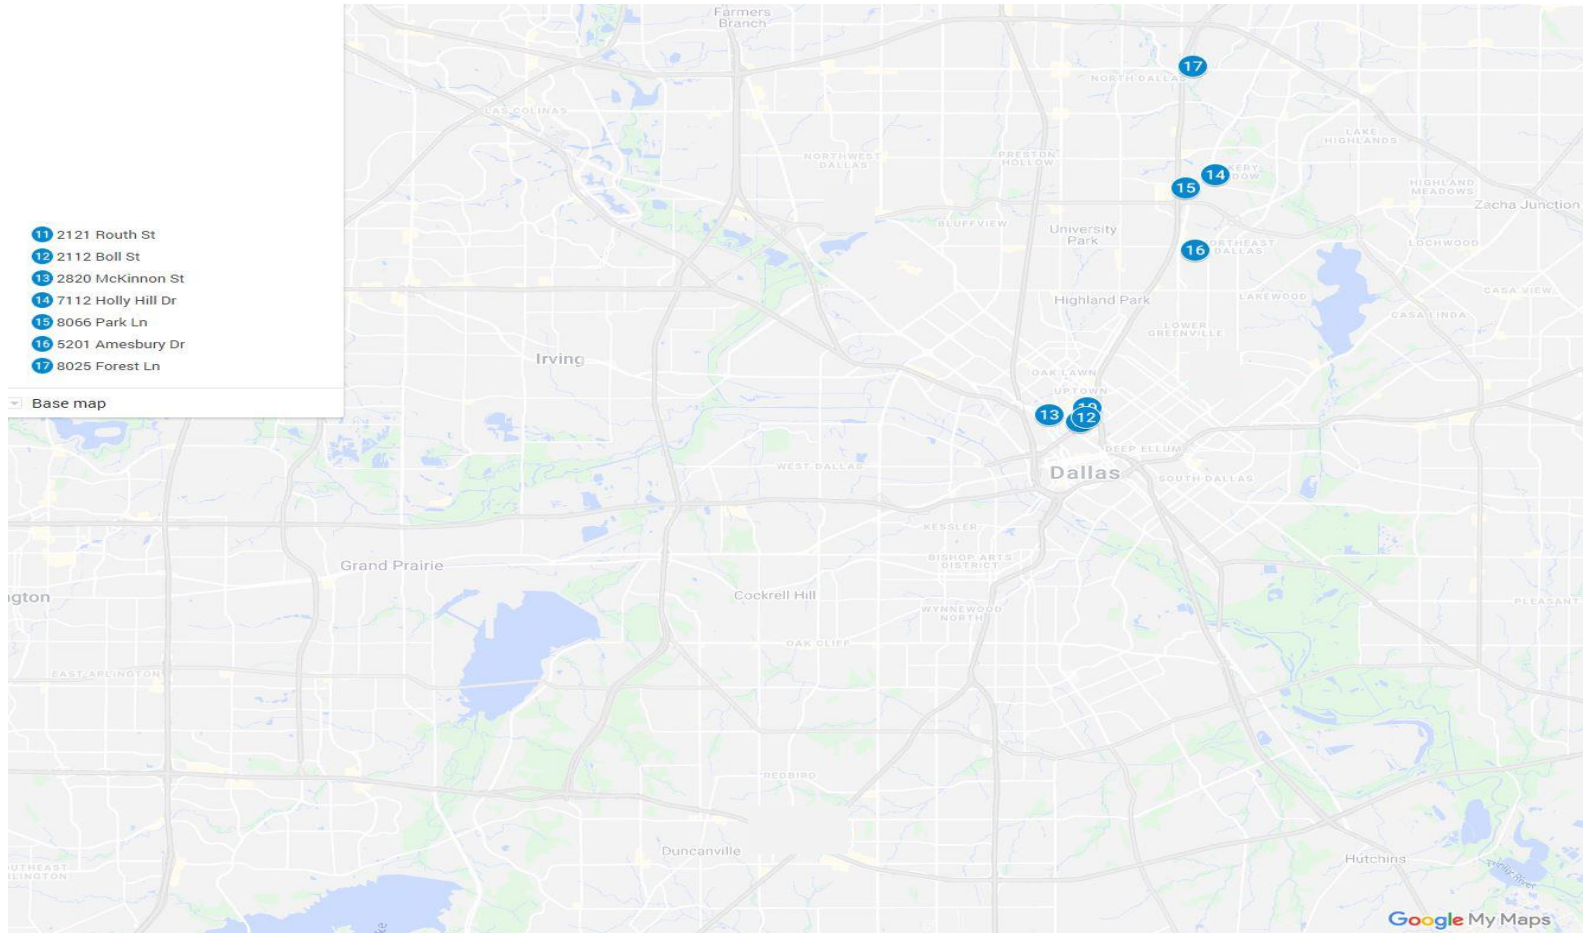 Farmers
Branch
17
NORTH DALLAS
LAS COLINAS
LAKE
HIGHLANDS
NORTHWEST
DALLAS
PRESTON
HOLLOW
14
15
HIGHLAND
MEADOWS
Zacha Junction
BLUFFVIEW
University
Park
16
DALLAS
LOCHWOOD
11 2121 Routh St
12 2112 Boll St
13 2820 McKinnon St
14 7112 Holly Hill Dr
15 8066 Park Ln
16 5201 Amesbury Dr
17 8025 Forest Ln
Base map
Highland Park
LAKEWOOD
CASA VIEW
CASA LINDA
LOWER
GREENVILLE
Irving
OAK LAWN
UPTOWN
13
12
DEEP ELLUM
WEST DALLAS
Dallas
SOUTH DALLAS
KESSLER
BISHOP ARTS
DISTRICT
Grand Prairie
Cockrell Hill
WYNNEWOOD
NORTH
PLEASANT
OAK CLIFF
EAST ARLINGTON
REDBIRD
Duncanville
Hutchins
Trinity River
Google My Maps